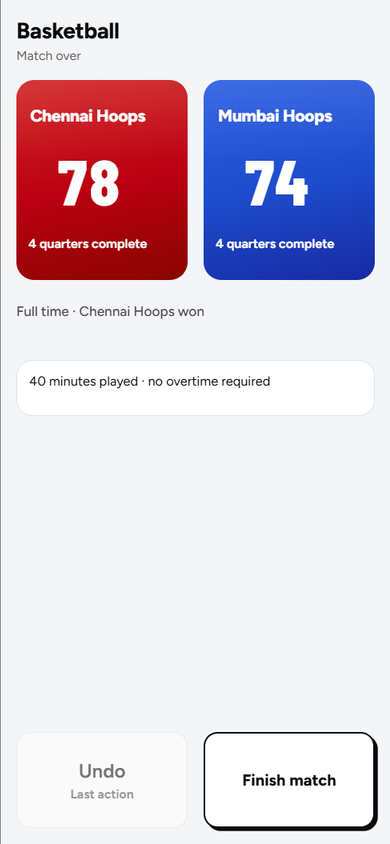 Basketball
Match over
Chennai Hoops
78
4 quarters complete
Mumbai Hoops
74
4 quarters complete
Full time · Chennai Hoops won
40 minutes played · no overtime required
Undo
Last action
Finish match